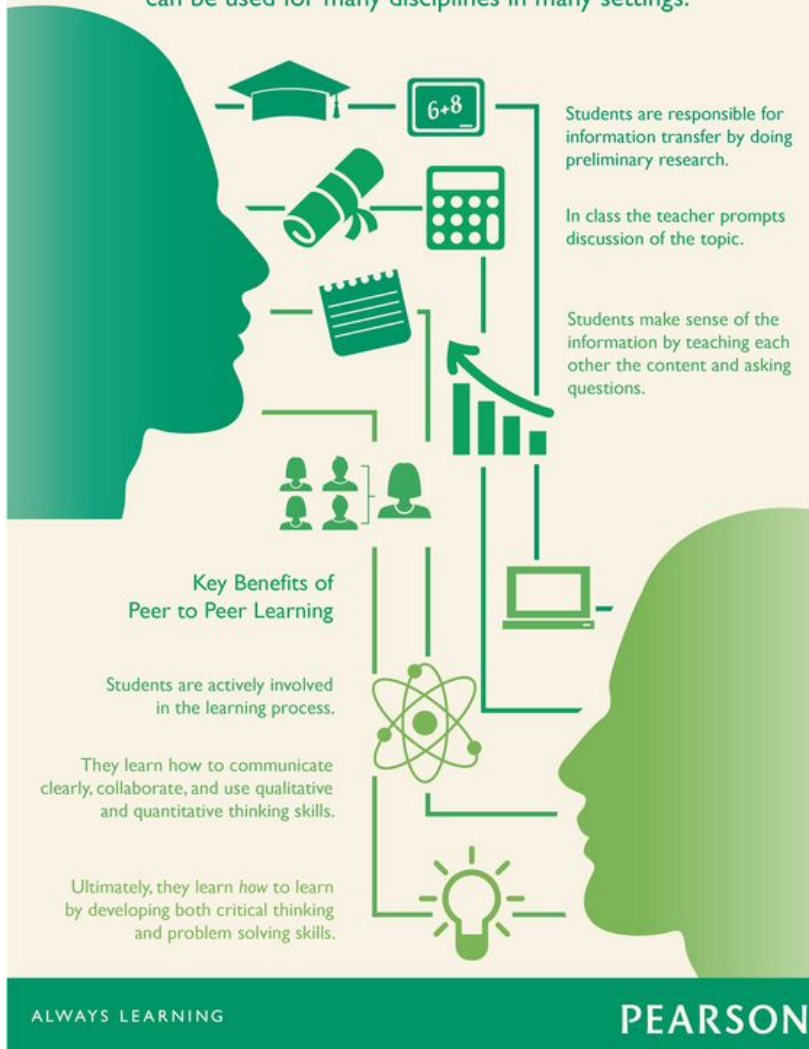 can be used for many disciplines in many settings.
6+8
Students are responsible for
information transfer by doing
preliminary research.
In class the teacher prompts
discussion of the topic.
Students make sense of the
information by teaching each
other the content and asking
questions.
Key Benefits of
Peer to Peer Learning
Students are actively involved
in the learning process.
They learn how to communicate
clearly, collaborate, and use qualitative
and quantitative thinking skills.
Ultimately, they learn how to learn
by developing both critical thinking
and problem solving skills.
ALWAYS LEARNING
PEARSON